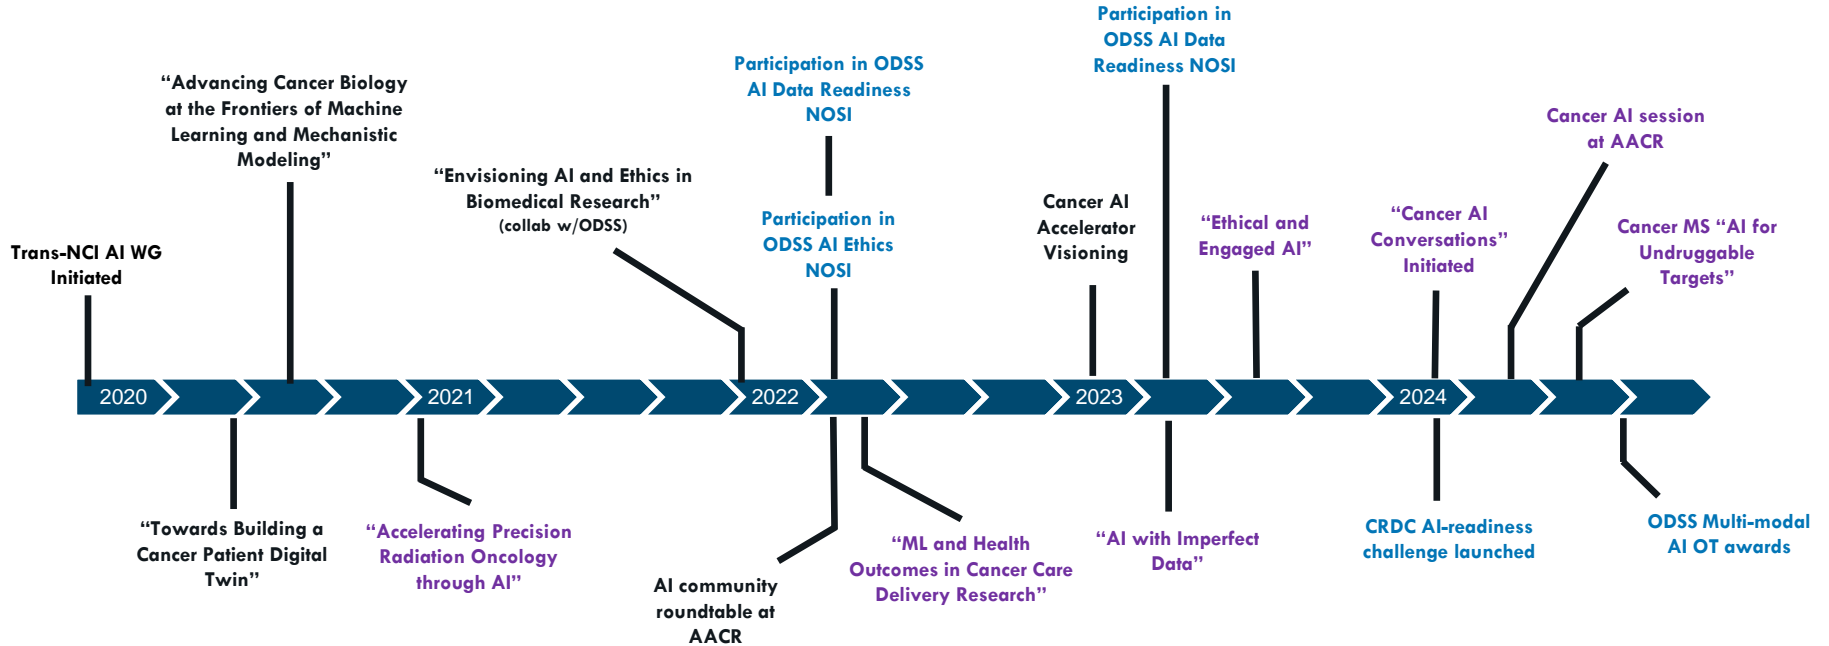 Participation in
ODSS AI Data
Readiness NOSI
“Advancing Cancer Biology
at the Frontiers of Machine
Learning and Mechanistic
Modeling”
Participation in ODSS
AI Data Readiness
NOSI
“Envisioning AI and Ethics in
Biomedical Research”
(collab w/ODSS)
Cancer AI session
at AACR
Trans-NCI AI WG
Initiated
Participation in
ODSS AI Ethics
NOSI
Cancer AI
Accelerator
Visioning
“Ethical and
Engaged AI”
“Cancer AI
Conversations”
Initiated
Cancer MS “AI for
Undruggable
Targets”
2020
2021
2022
2023
2024
“Towards Building a
Cancer Patient Digital
Twin”
“Accelerating Precision
Radiation Oncology
through AI”
AI community
roundtable at
AACR
“ML and Health
Outcomes in Cancer Care
Delivery Research”
“AI with Imperfect
Data”
CRDC AI-readiness
challenge launched
ODSS Multi-modal
AI OT awards